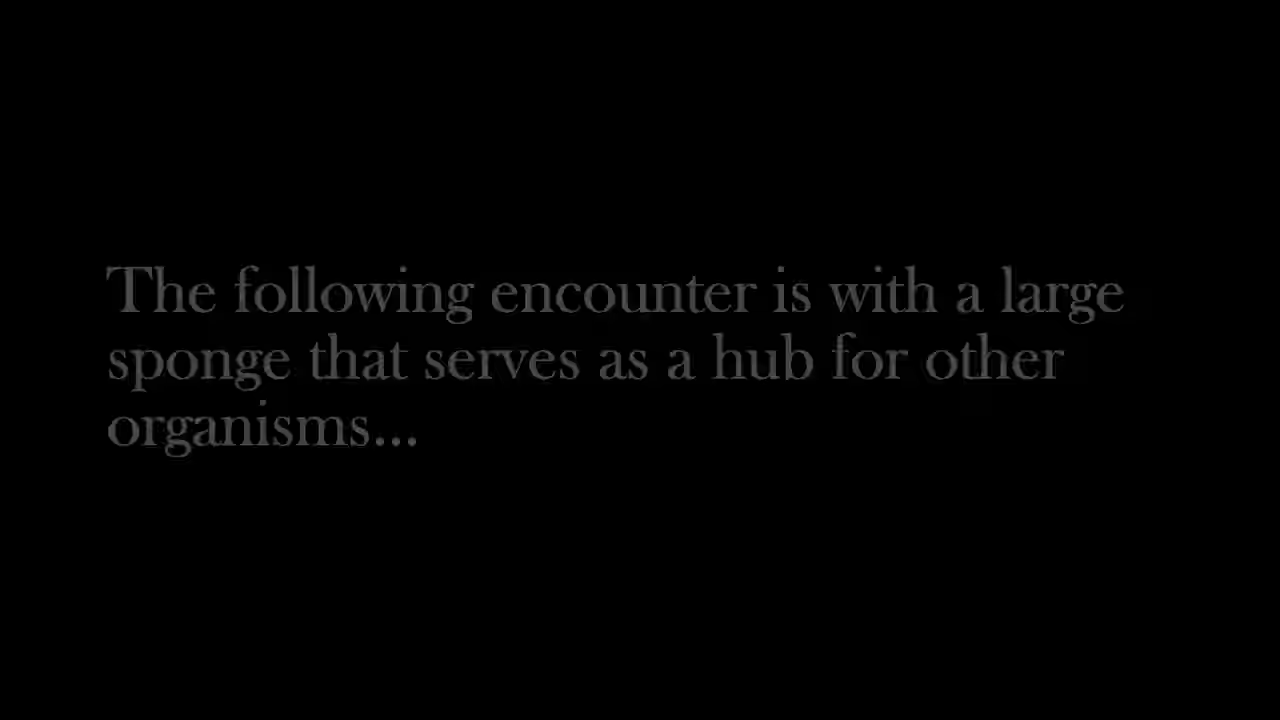 The following encounter is with a large
sponge that serves as a hub for other
organisms...